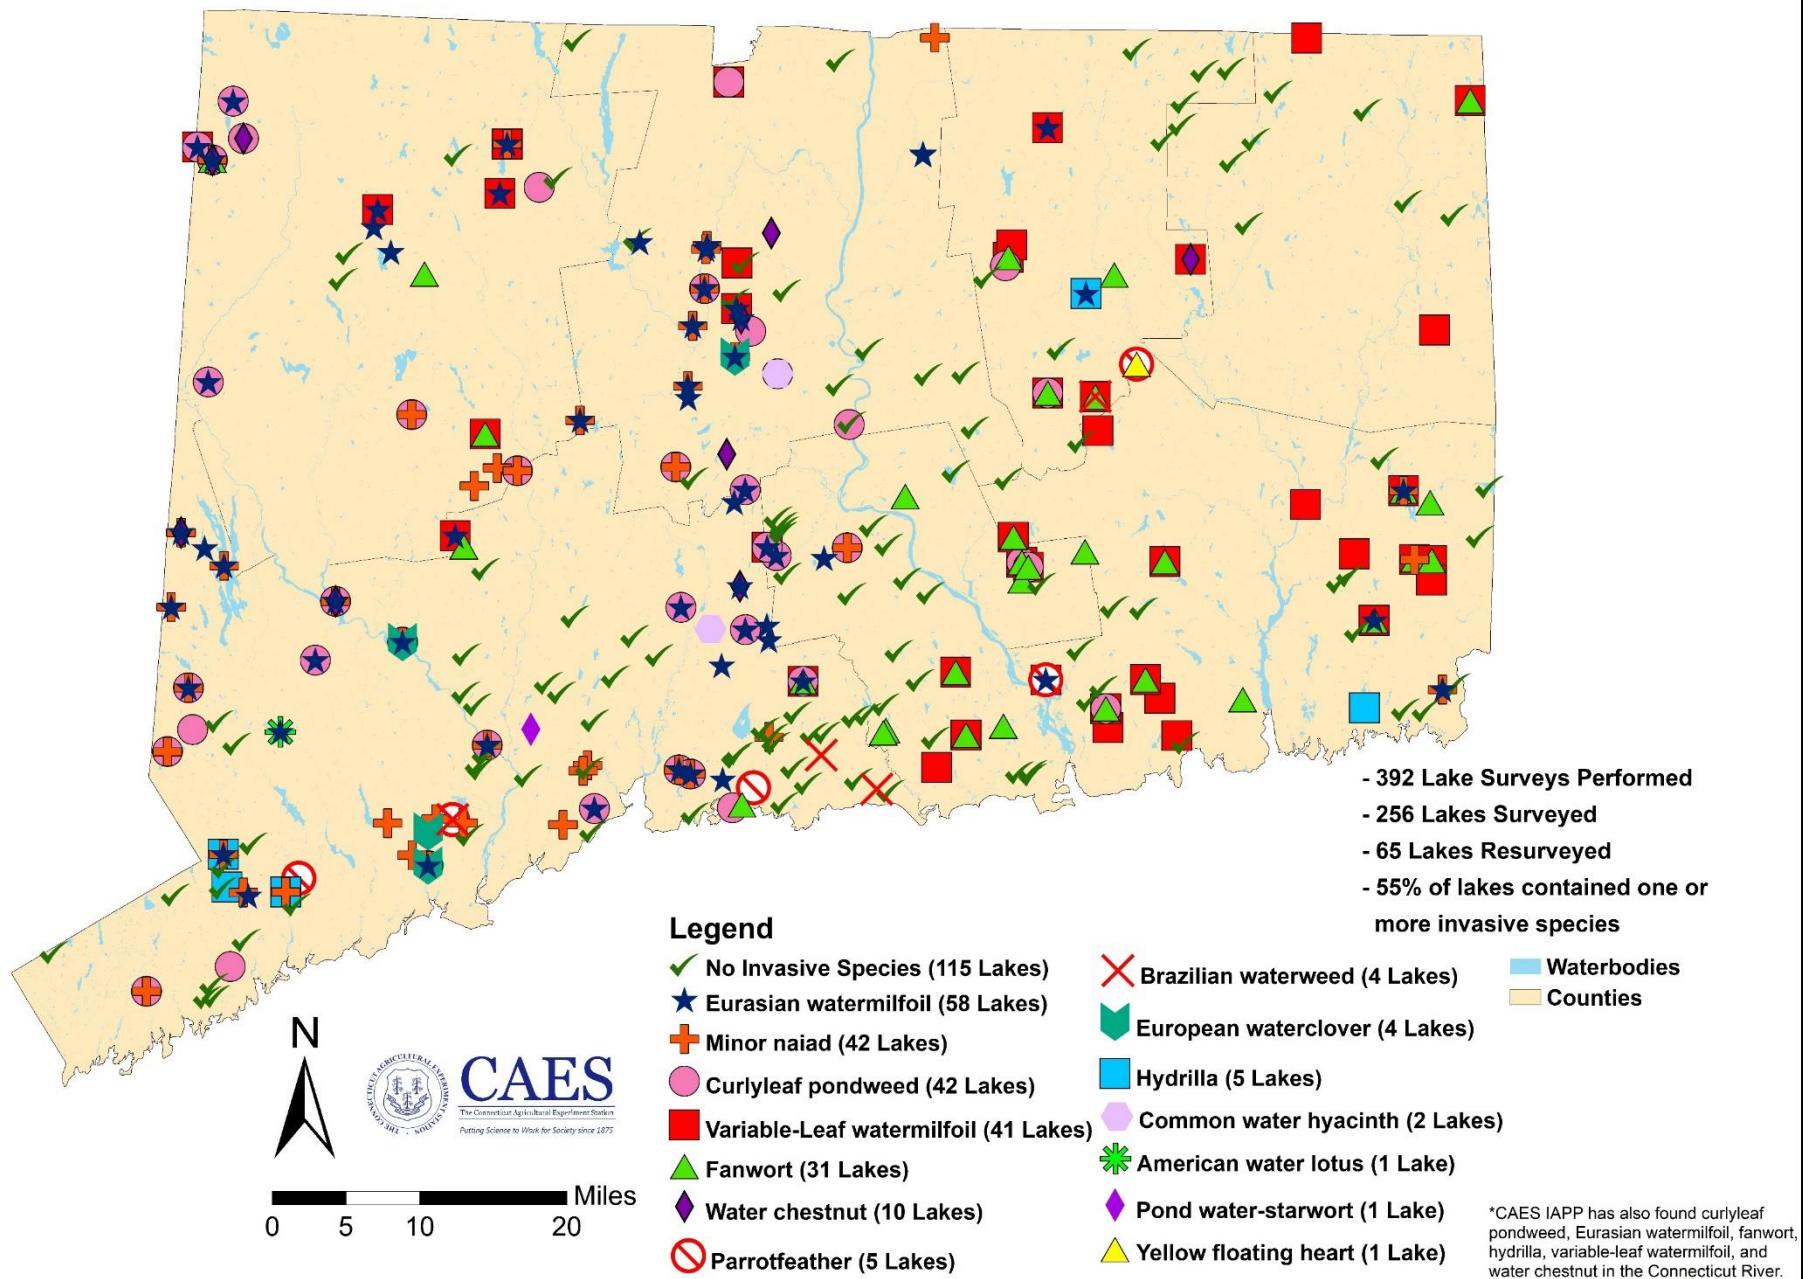 - 392 Lake Surveys Performed
- 256 Lakes Surveyed
- 65 Lakes Resurveyed
- 55% of lakes contained one or
more invasive species
Legend
No Invasive Species (115 Lakes)
Eurasian watermilfoil (58 Lakes)
Minor naiad (42 Lakes)
Curlyleaf pondweed (42 Lakes)
Variable-Leaf watermilfoil (41 Lakes)
Fanwort (31 Lakes)
Water chestnut (10 Lakes)
Parrotfeather (5 Lakes)
Brazilian waterweed (4 Lakes)
European waterclover (4 Lakes)
Hydrilla (5 Lakes)
Common water hyacinth (2 Lakes)
American water lotus (1 Lake)
Pond water-starwort (1 Lake)
Yellow floating heart (1 Lake)
Waterbodies
Counties
N
THE CONNECTICUT AGRICULTURAL EXPERIMENT STATION
CAES
The Connecticut Agricultural Experiment Station
Putting Science to Work for Society since 1875
Miles
0 5 10 20
*CAES IAPP has also found curlyleaf
pondweed, Eurasian watermilfoil, fanwort,
hydrilla, variable-leaf watermilfoil, and
water chestnut in the Connecticut River.